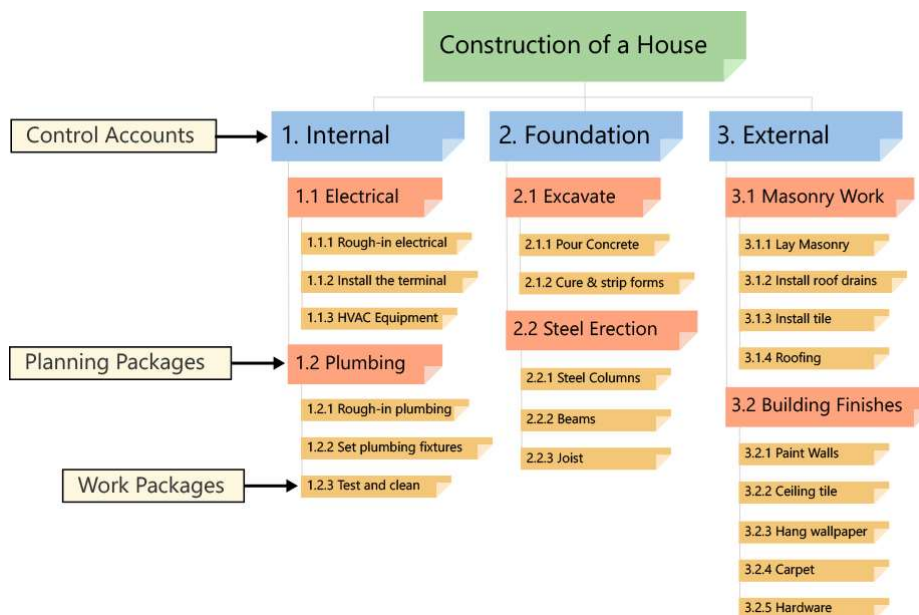 Construction of a House
Control Accounts
1. Internal
2. Foundation
3. External
1.1 Electrical
2.1 Excavate
3.1 Masonry Work
1.1.1 Rough-in electrical
2.1.1 Pour Concrete
3.1.1 Lay Masonry
1.1.2 Install the terminal
2.1.2 Cure & strip forms
3.1.2 Install roof drains
1.1.3 HVAC Equipment
2.2 Steel Erection
3.1.3 Install tile
Planning Packages
1.2 Plumbing
3.1.4 Roofing
2.2.1 Steel Columns
3.2 Building Finishes
1.2.1 Rough-in plumbing
2.2.2 Beams
1.2.2 Set plumbing fixtures
2.2.3 Joist
3.2.1 Paint Walls
Work Packages
1.2.3 Test and clean
3.2.2 Ceiling tile
3.2.3 Hang wallpaper
3.2.4 Carpet
3.2.5 Hardware